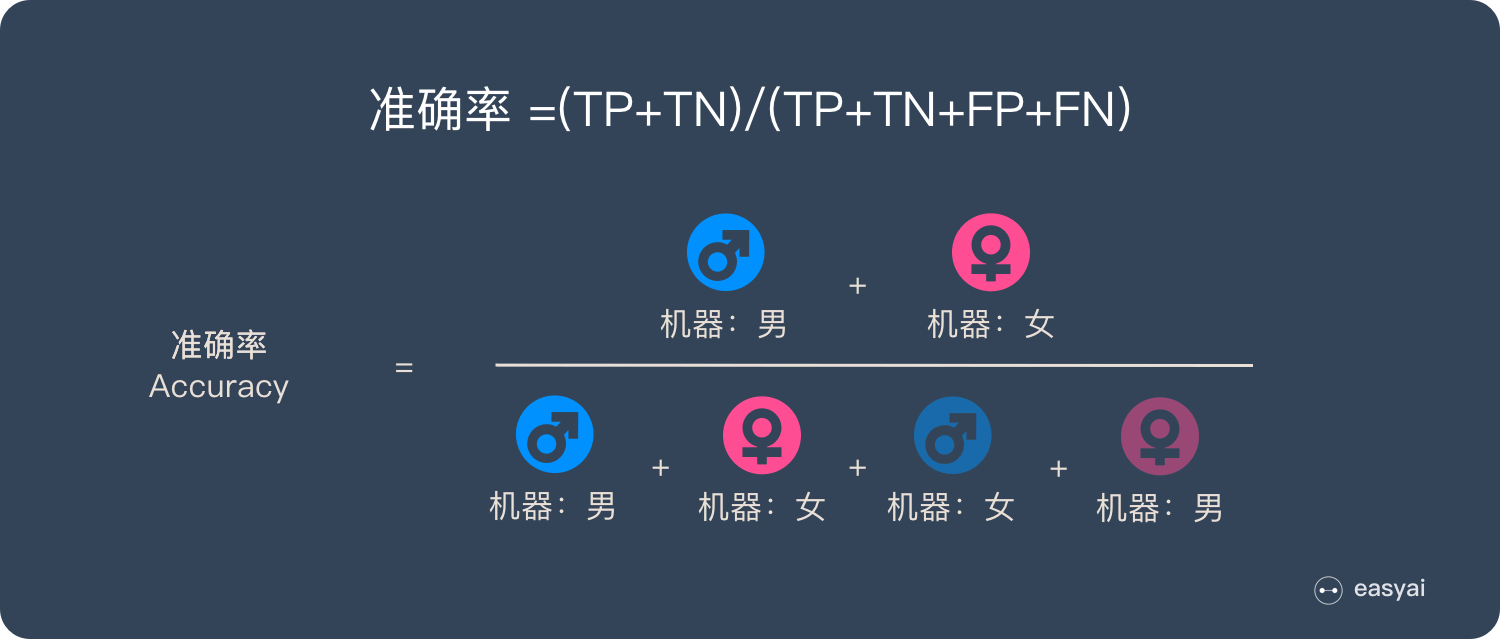 准确率 =(TP+TN)/(TP+TN+FP+FN)
机器：男 + 机器：女
准确率
Accuracy
=
机器：男 + 机器：女 + 机器：女 + 机器：男
easyai